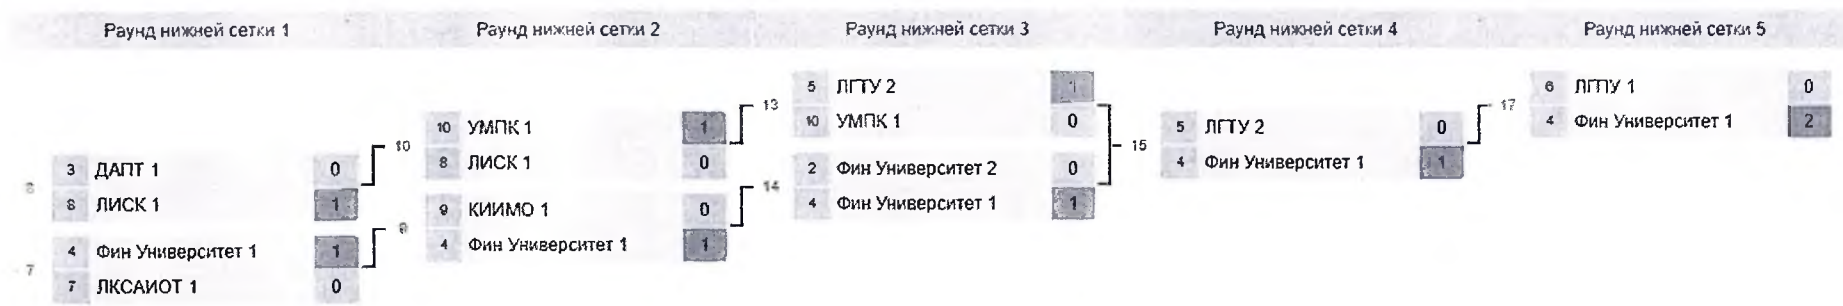 Раунд нижней сетки 1
Раунд нижней сетки 2
Раунд нижней сетки 3
Раунд нижней сетки 4
Раунд нижней сетки 5
8
3 ДАПТ 1 0
8 ЛИСК 1 1
7
4 Фин Университет 1 1
7 ЛКСАИОТ 1 0
10
10 УМПК 1 1
8 ЛИСК 1 0
9
9 КИИМО 1 0
4 Фин Университет 1 1
13
5 ЛГТУ 2 1
10 УМПК 1 0
14
2 Фин Университет 2 0
4 Фин Университет 1 1
15
5 ЛГТУ 2 0
4 Фин Университет 1 1
17
6 ЛГПУ 1 0
4 Фин Университет 1 2